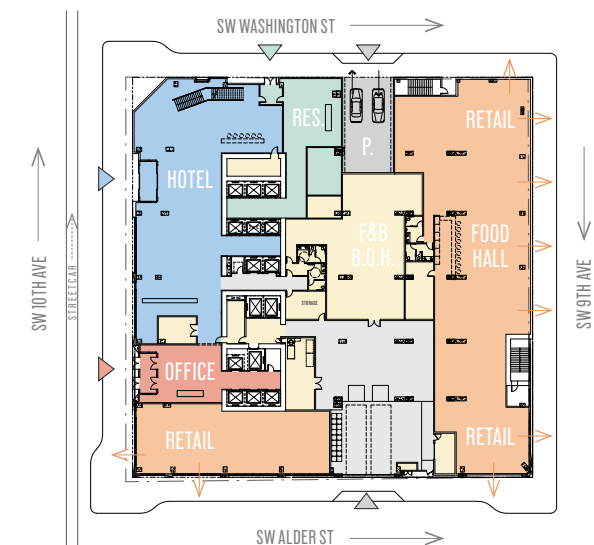 SW WASHINGTON ST
RES.
RETAIL
P.
HOTEL
F&B
B.O.H.
FOOD
HALL
SW 10TH AVE
STREETCAR
SW 9TH AVE
STORAGE
OFFICE
RETAIL
RETAIL
SW ALDER ST